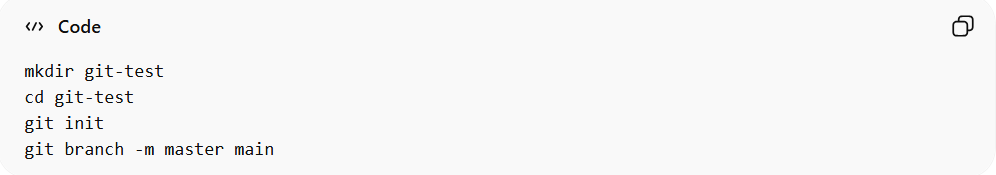 Code
mkdir git-test
cd git-test
git init
git branch -m master main